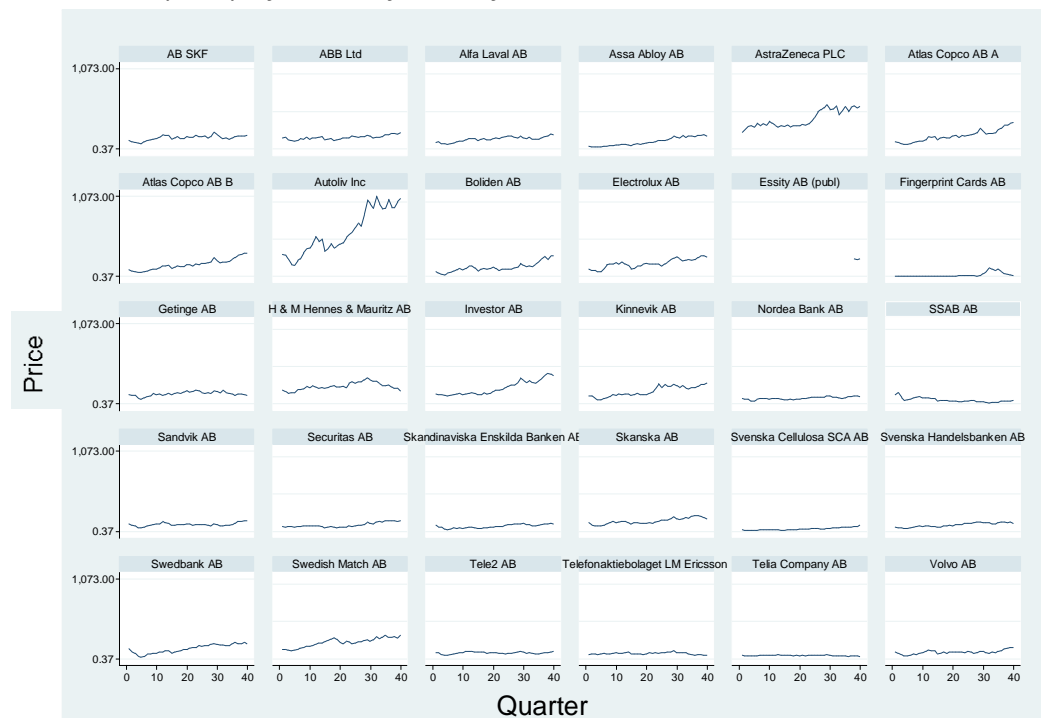 AB SKF ABB Ltd Alfa Laval AB Assa Abloy AB AstraZeneca PLC Atlas Copco AB A
1,073.00
0.37
Atlas Copco AB B Autoliv Inc Boliden AB Electrolux AB Essity AB (publ) Fingerprint Cards AB
1,073.00
0.37
Getinge AB H & M Hennes & Mauritz AB Investor AB Kinnevik AB Nordea Bank AB SSAB AB
1,073.00
0.37
Price
Sandvik AB Securitas AB Skandinaviska Enskilda Banken AB Skanska AB Svenska Cellulosa SCA AB Svenska Handelsbanken AB
1,073.00
0.37
Swedbank AB Swedish Match AB Tele2 AB Telefonaktiebolaget LM Ericsson Telia Company AB Volvo AB
1,073.00
0.37
0 10 20 30 40 0 10 20 30 40 0 10 20 30 40 0 10 20 30 40 0 10 20 30 40 0 10 20 30 40
Quarter